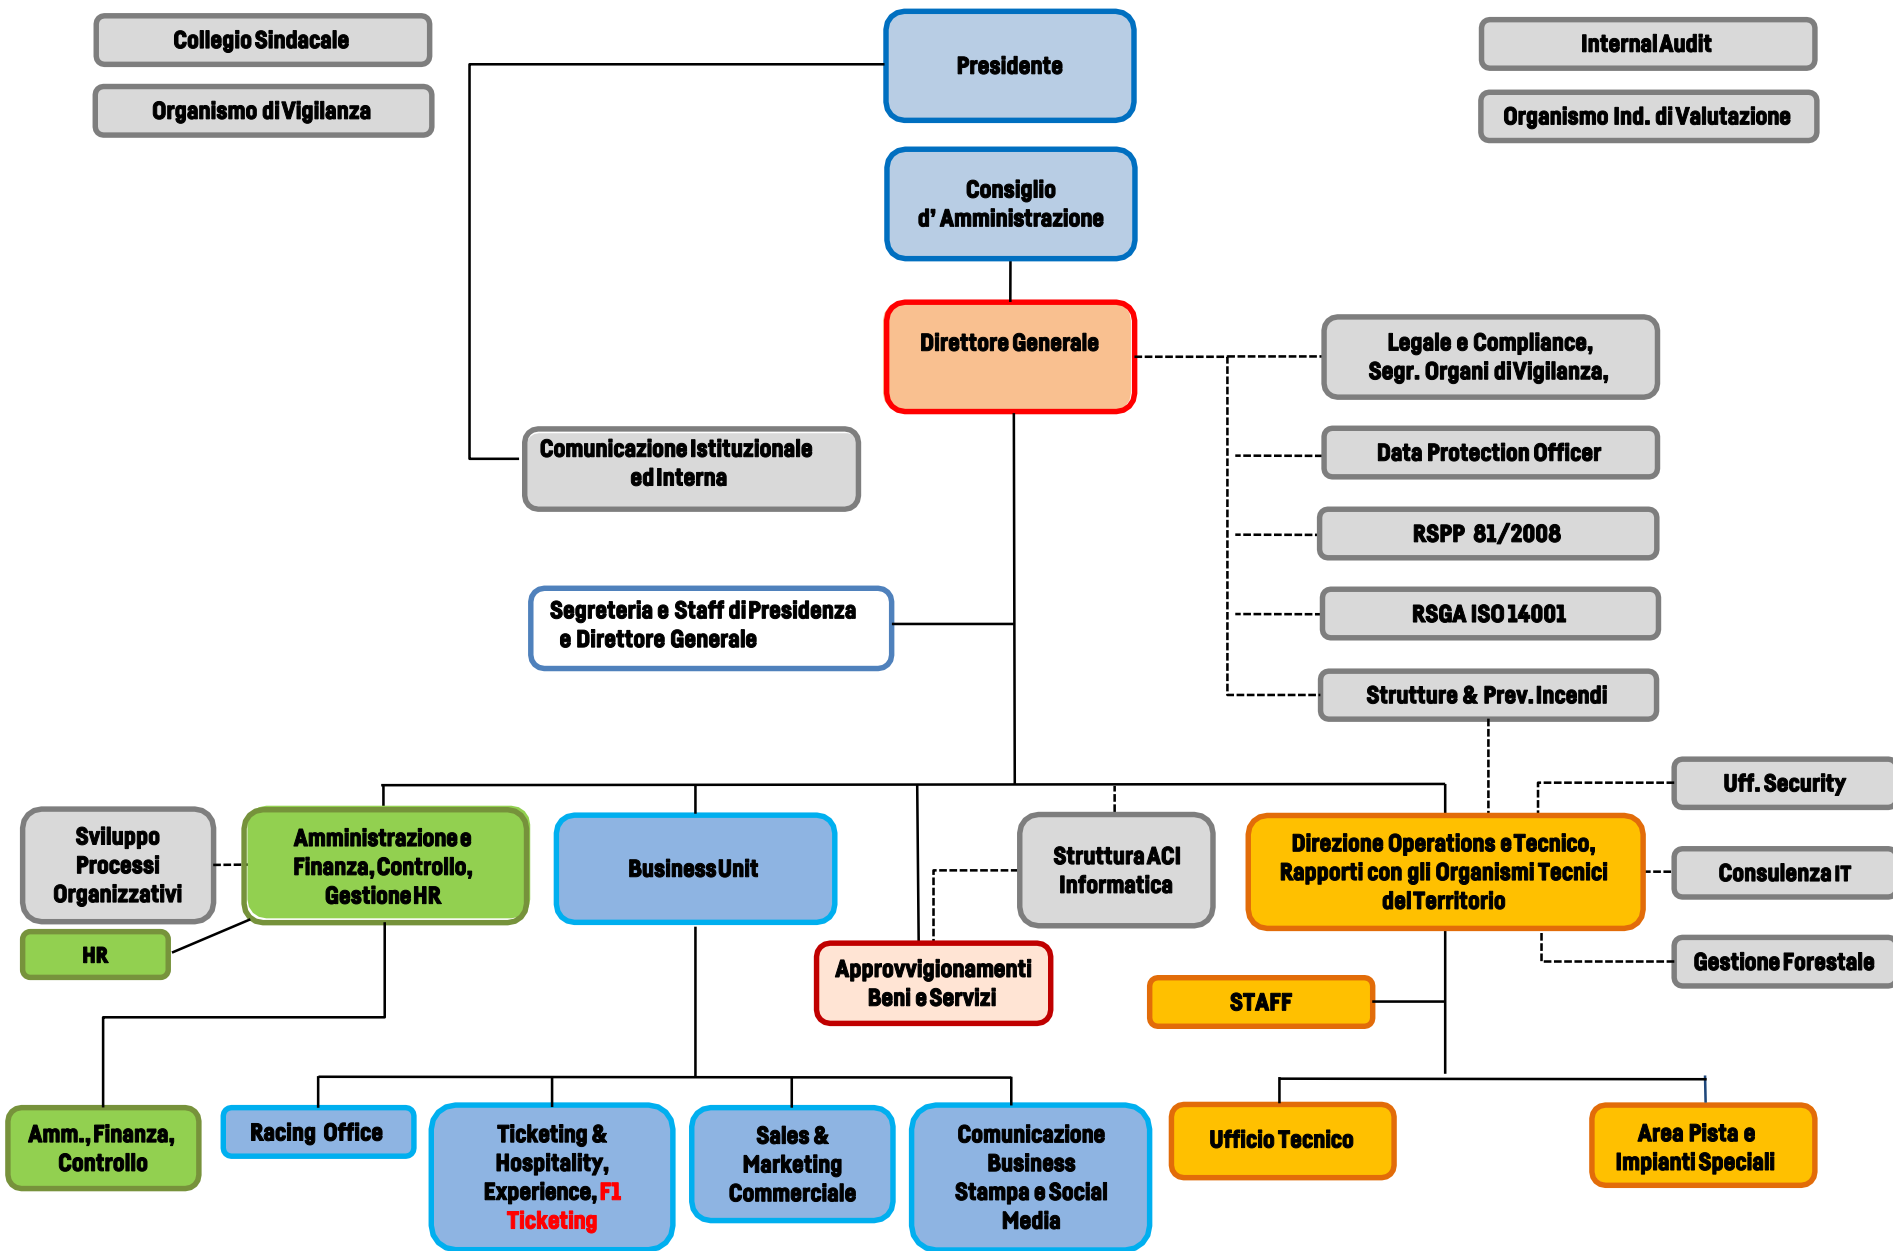 Collegio Sindacale
Organismo di Vigilanza
Presidente
Internal Audit
Organismo Ind. di Valutazione
Consiglio
d' Amministrazione
Direttore Generale
Legale e Compliance,
Segr. Organi di Vigilanza,
Comunicazione Istituzionale
ed Interna
Data Protection Officer
RSPP 81/2008
Segreteria e Staff di Presidenza
e Direttore Generale
RSGA ISO 14001
Strutture & Prev. Incendi
Uff. Security
Sviluppo
Processi
Organizzativi
Amministrazione e
Finanza, Controllo,
Gestione HR
Business Unit
Struttura ACI
Informatica
Direzione Operations e Tecnico,
Rapporti con gli Organismi Tecnici
del Territorio
Consulenza IT
HR
Approvvigionamenti
Beni e Servizi
Gestione Forestale
STAFF
Amm., Finanza,
Controllo
Racing Office
Ticketing &
Hospitality,
Experience, F1
Ticketing
Sales &
Marketing
Commerciale
Comunicazione
Business
Stampa e Social
Media
Ufficio Tecnico
Area Pista e
Impianti Speciali